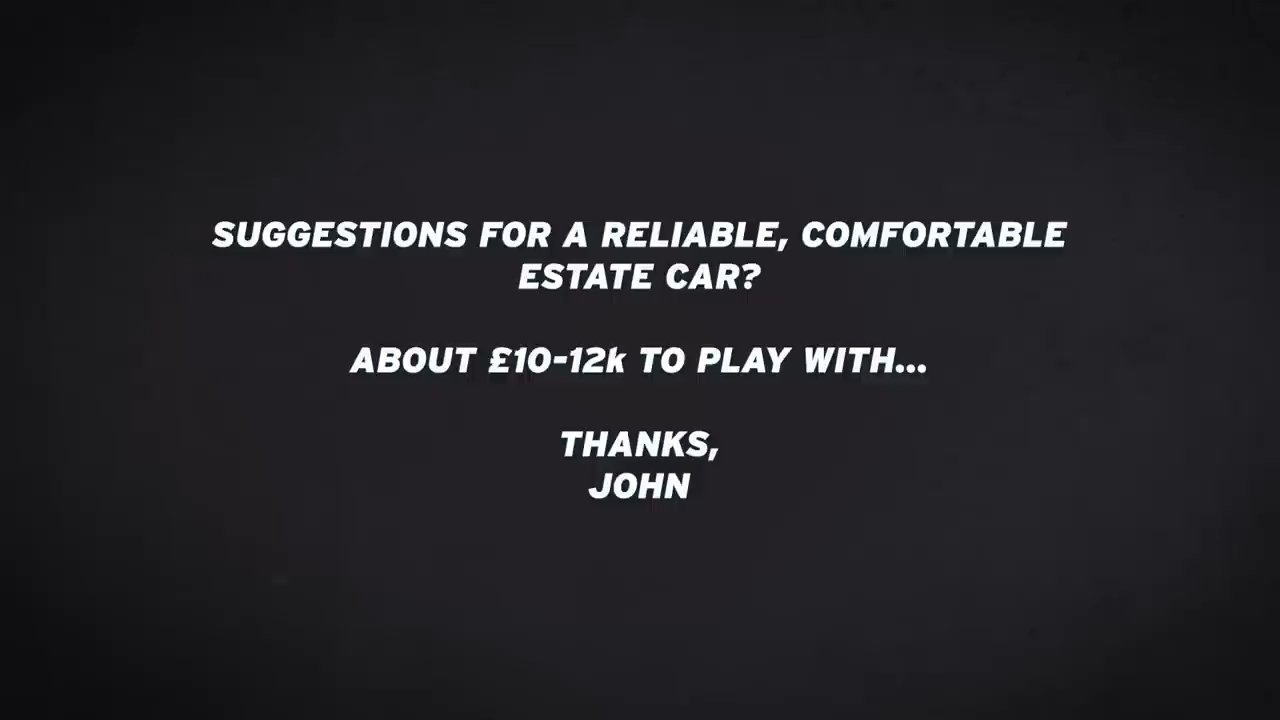 SUGGESTIONS FOR A RELIABLE, COMFORTABLE
ESTATE CAR?
ABOUT £10-12k TO PLAY WITH...
THANKS,
JOHN